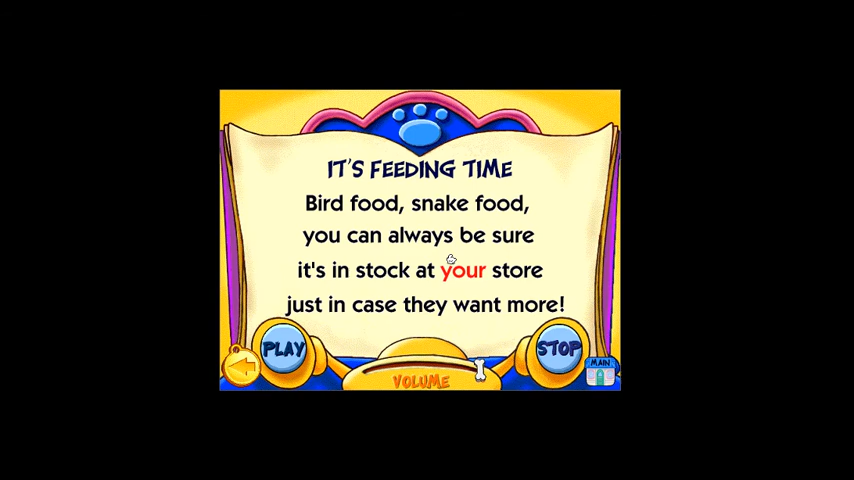 IT'S FEEDING TIME
Bird food, snake food,
you can always be sure
it's in stock at your store
just in case they want more!
PLAY
STOP
MAIN
VOLUME